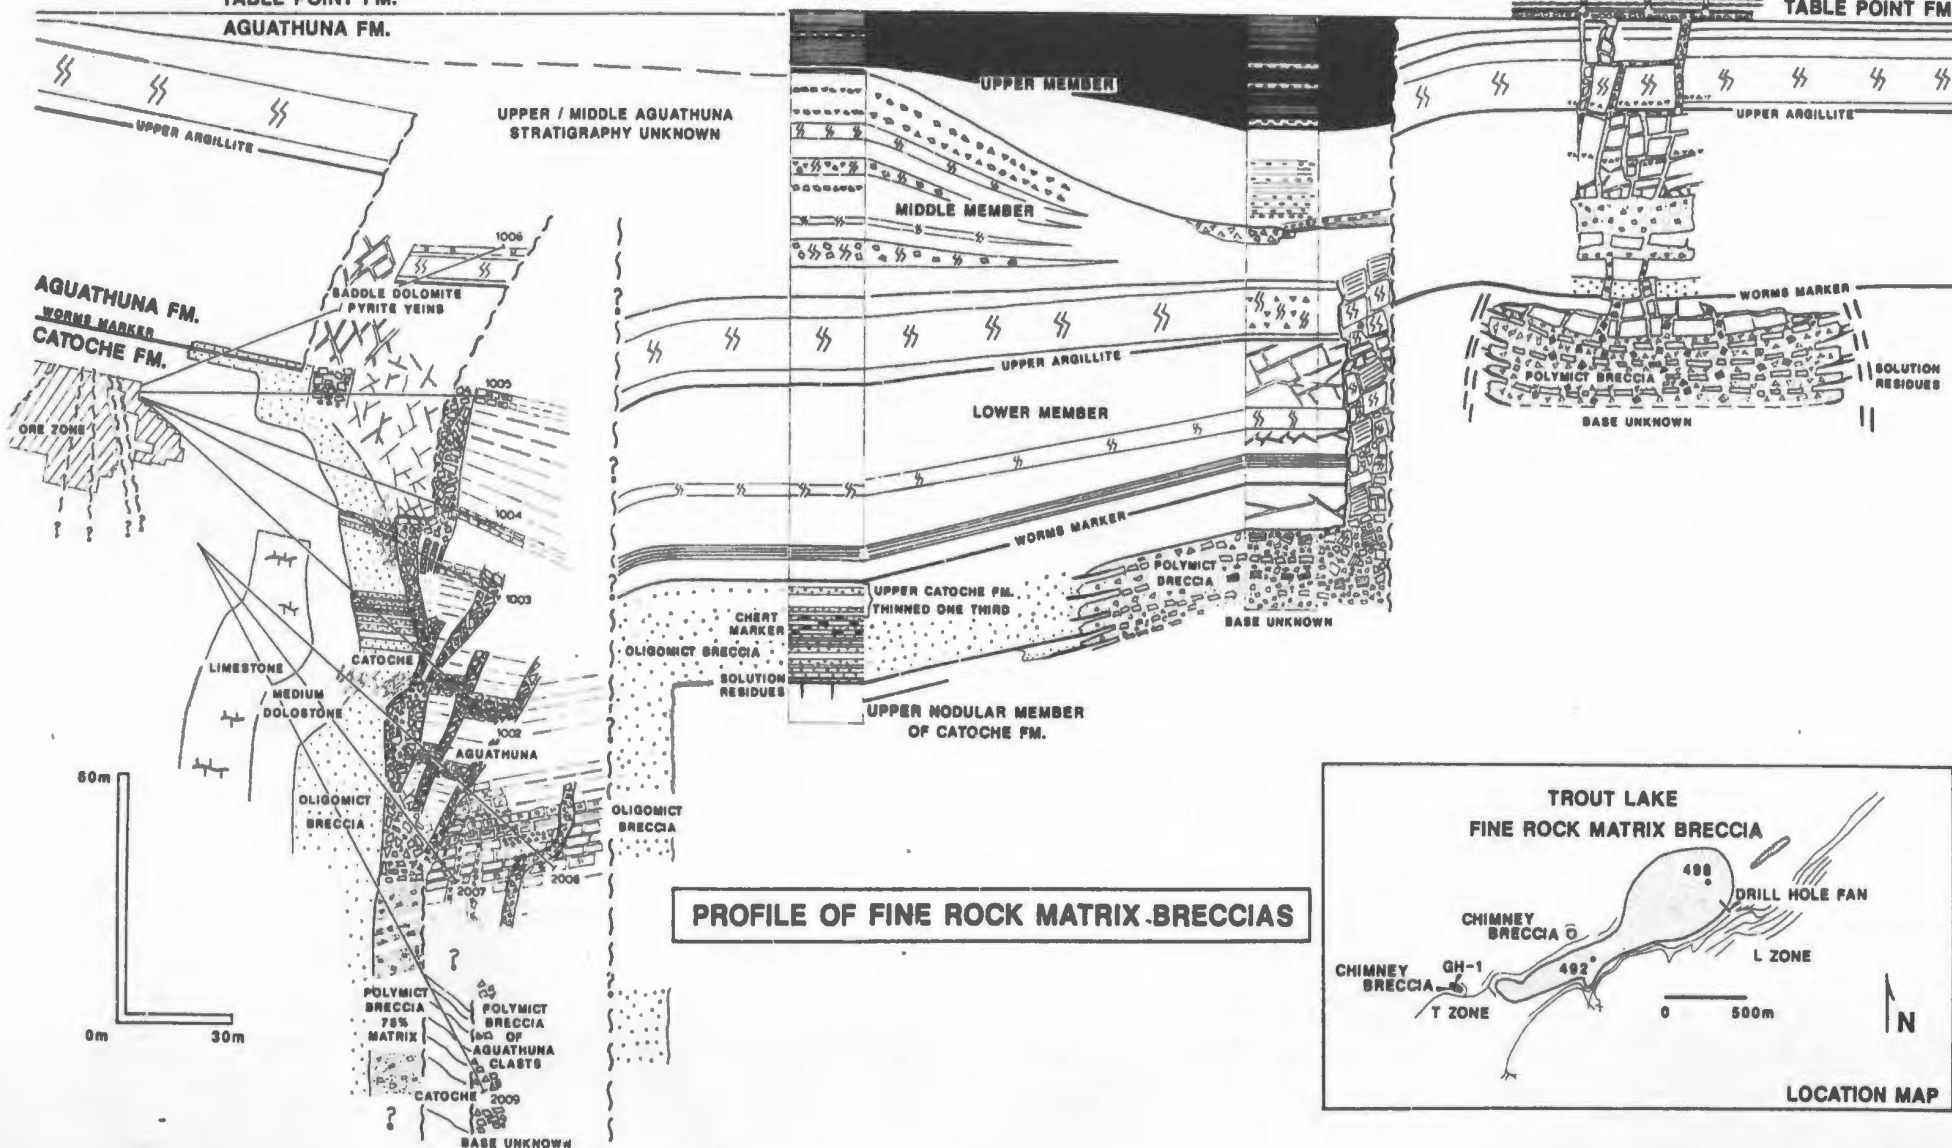 TABLE POINT FM.
AGUATHUNA FM.
TABLE POINT FM
UPPER ARGILLITE
UPPER / MIDDLE AGUATHUNA
STRATIGRAPHY UNKNOWN
UPPER MEMBER
MIDDLE MEMBER
UPPER ARGILLITE
1006
SADDLE DOLOMITE
PYRITE VEINS
AGUATHUNA FM.
WORMS MARKER
CATOCHE FM.
ORE ZONE
1005
1004
1003
1002
? ? ? ?
?
?
?
UPPER ARGILLITE
LOWER MEMBER
WORMS MARKER
WORMS MARKER
POLYMICT BRECCIA
SOLUTION
RESIDUES
BASE UNKNOWN
POLYMICT
BRECCIA
BASE UNKNOWN
UPPER CATOCHE FM.
THINNED ONE THIRD
CHERT
MARKER
OLIGOMICT BRECCIA
SOLUTION
RESIDUES
UPPER NODULAR MEMBER
OF CATOCHE FM.
LIMESTONE
MEDIUM
DOLOSTONE
CATOCHE
AGUATHUNA
OLIGOMICT
BRECCIA
OLIGOMICT
BRECCIA
2007
2008
60m
0m
30m
?
POLYMICT
BRECCIA
75%
MATRIX
POLYMICT
BRECCIA
OF
AGUATHUNA
CLASTS
CATOCHE
2009
?
BASE UNKNOWN
PROFILE OF FINE ROCK MATRIX BRECCIAS
TROUT LAKE
FINE ROCK MATRIX BRECCIA
498
DRILL HOLE FAN
CHIMNEY
BRECCIA
L ZONE
492
GH-1
CHIMNEY
BRECCIA
T ZONE
0 500m
N
LOCATION MAP